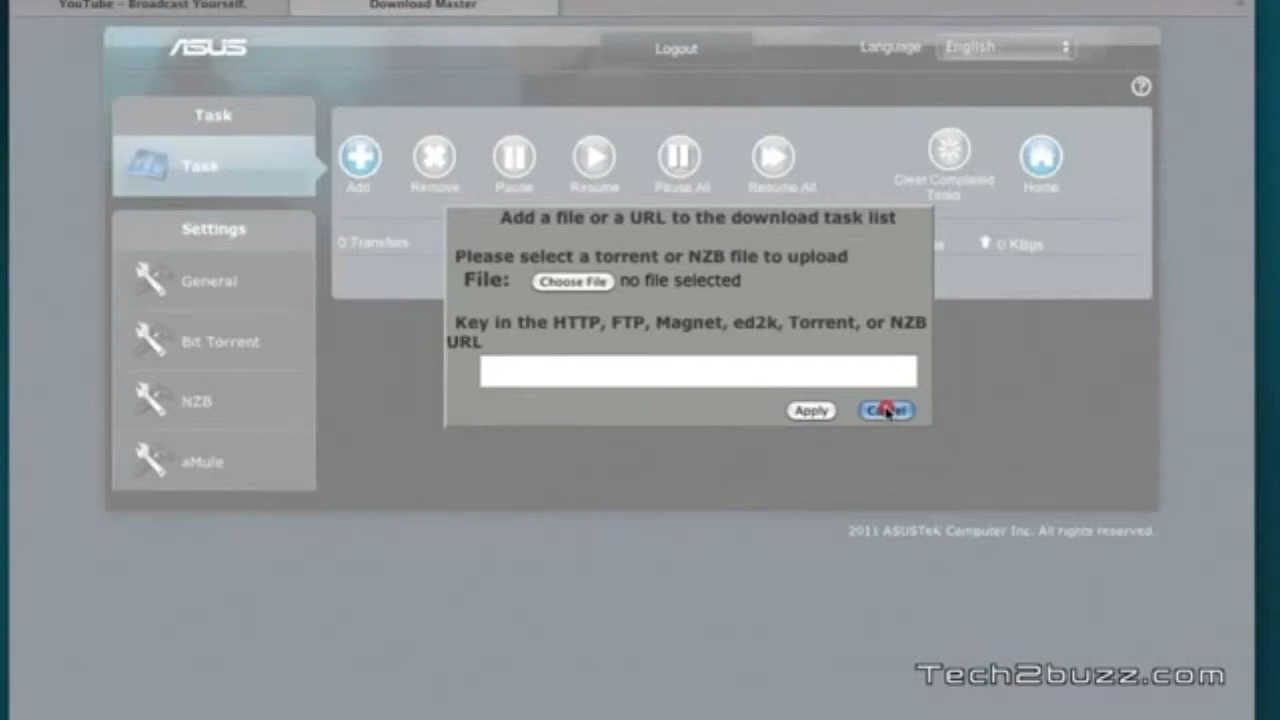 YouTube – Broadcast Yourself.
Download Master
ASUS
Logout
Language
English
Task
Task
Add
Remove
Pause
Resume
Pause All
Resume All
Clear Completed Tasks
Home
Settings
General
Bit Torrent
NZB
aMule
0 Transfers
0 Kbps
Add a file or a URL to the download task list
Please select a torrent or NZB file to upload
File: Choose File no file selected
Key in the HTTP, FTP, Magnet, ed2k, Torrent, or NZB
URL
Apply
Cancel
2011 ASUSTek Computer Inc. All rights reserved.
Tech2buzz.com